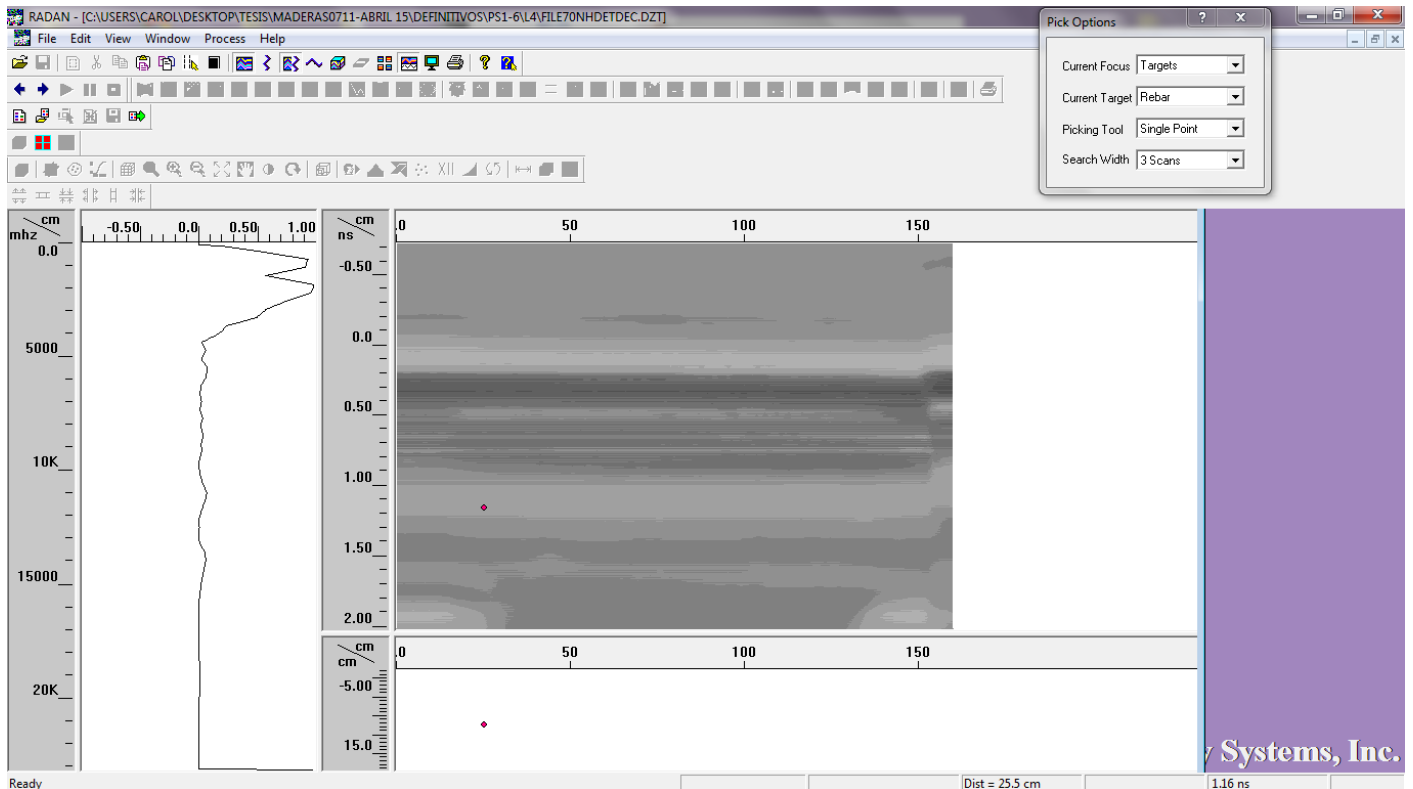 RADAN - [C:\USERS\CAROL\DESKTOP\TESIS\MADERAS0711-ABRIL 15\DEFINITIVOS\PS1-6\L4\FILE70NHDETDEC.DZT]
File Edit View Window Process Help
Pick Options
Current Focus Targets
Current Target Rebar
Picking Tool Single Point
Search Width 3 Scans
cm
mhz
-0.50 0.0 0.50 1.00
cm
ns
.0 50 100 150
0.0
5000
10K
15000
20K
-0.50
0.0
0.50
1.00
1.50
2.00
cm
cm
.0 50 100 150
-5.00
15.0
Systems, Inc.
Ready
Dist = 25.5 cm
1.16 ns